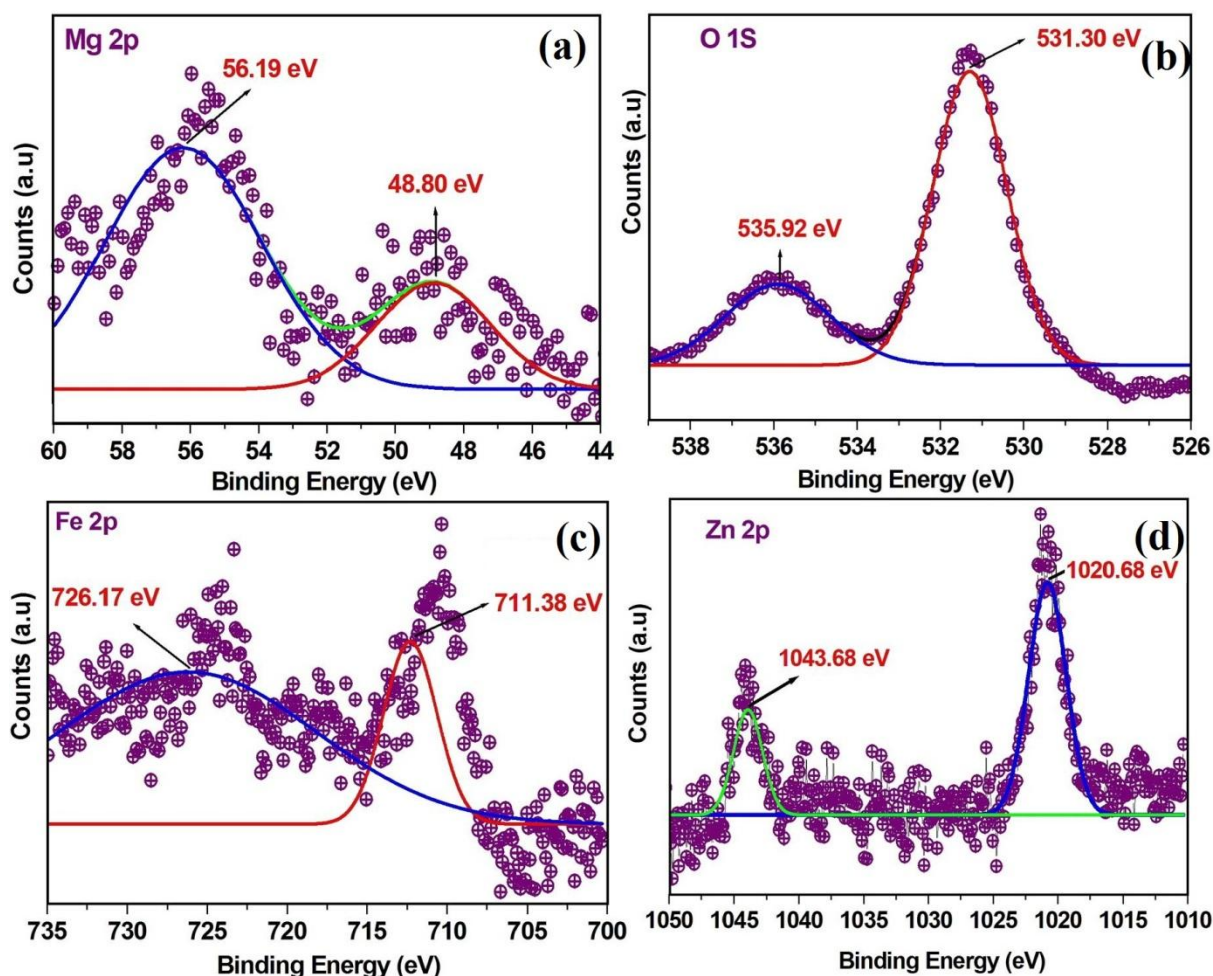 Mg 2p
(a)
56.19 eV
48.80 eV
Counts (a.u)
60 58 56 54 52 50 48 46 44
Binding Energy (eV)
O 1S
(b)
531.30 eV
535.92 eV
Counts (a.u)
538 536 534 532 530 528 526
Binding Energy (eV)
Fe 2p
(c)
726.17 eV
711.38 eV
Counts (a.u)
735 730 725 720 715 710 705 700
Binding Energy (eV)
Zn 2p
(d)
1020.68 eV
1043.68 eV
Counts (a.u)
1050 1045 1040 1035 1030 1025 1020 1015 1010
Binding Energy (eV)